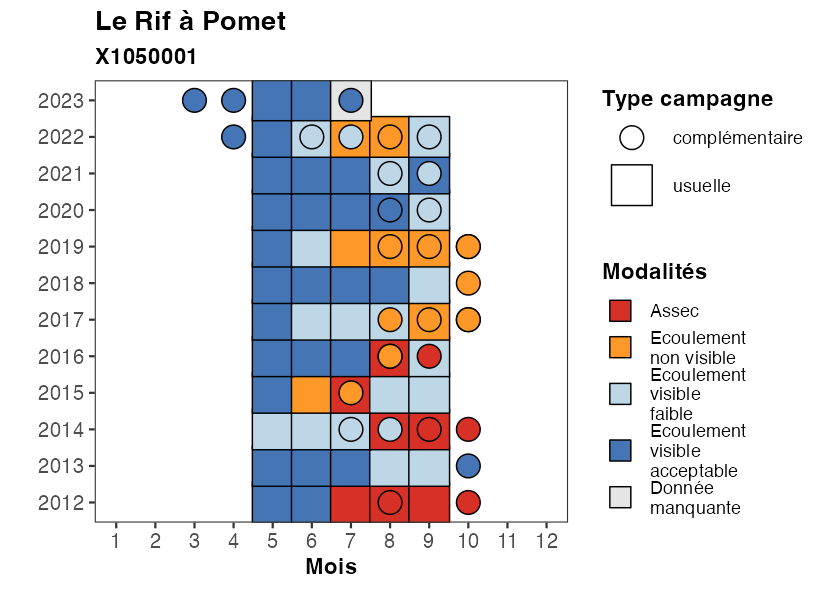 Le Rif à Pomet
X1050001
2023
2022
2021
2020
2019
2018
2017
2016
2015
2014
2013
2012
1 2 3 4 5 6 7 8 9 10 11 12
Mois
Type campagne
complémentaire
usuelle
Modalités
Assec
Ecoulement
non visible
Ecoulement
visible
faible
Ecoulement
visible
acceptable
Donnée
manquante